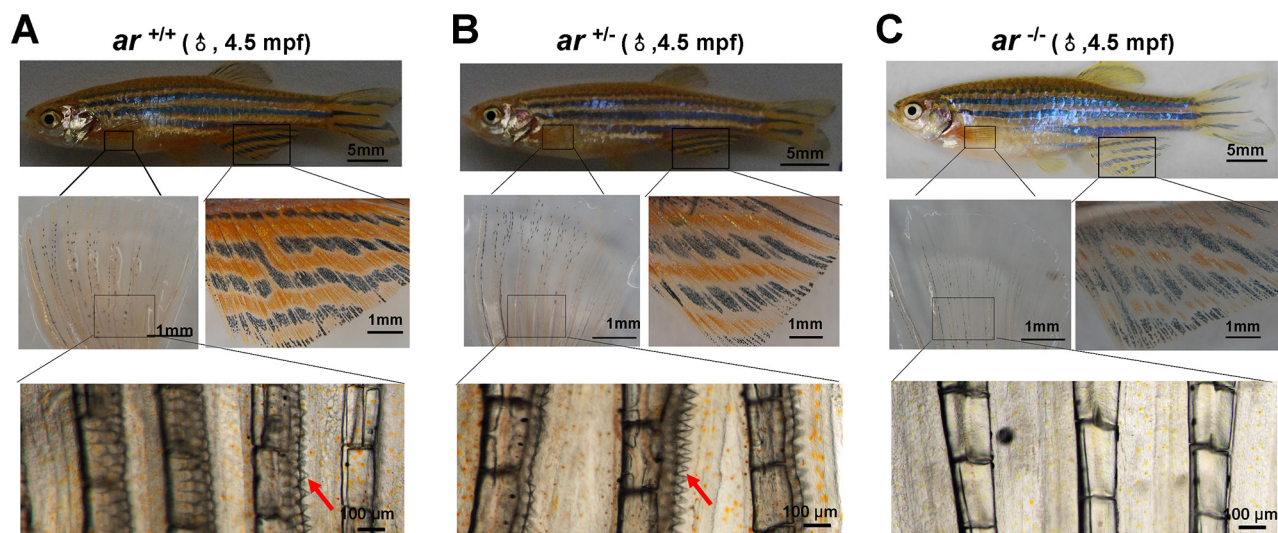 A
ar +/+ (♂, 4.5 mpf)
5mm
1mm
1mm
100 µm
B
ar +/- (♂,4.5 mpf)
5mm
1mm
1mm
100 µm
C
ar -/- (♂,4.5 mpf)
5mm
1mm
1mm
100 µm